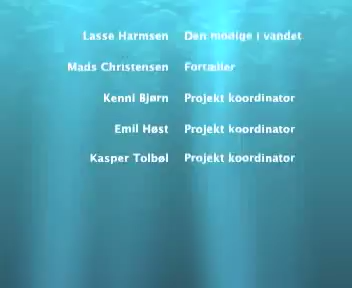 Lasse Harmsen Den modige i vandet
Mads Christensen Fortæller
Kenni Bjørn Projekt koordinator
Emil Høst Projekt koordinator
Kasper Tolbøl Projekt koordinator